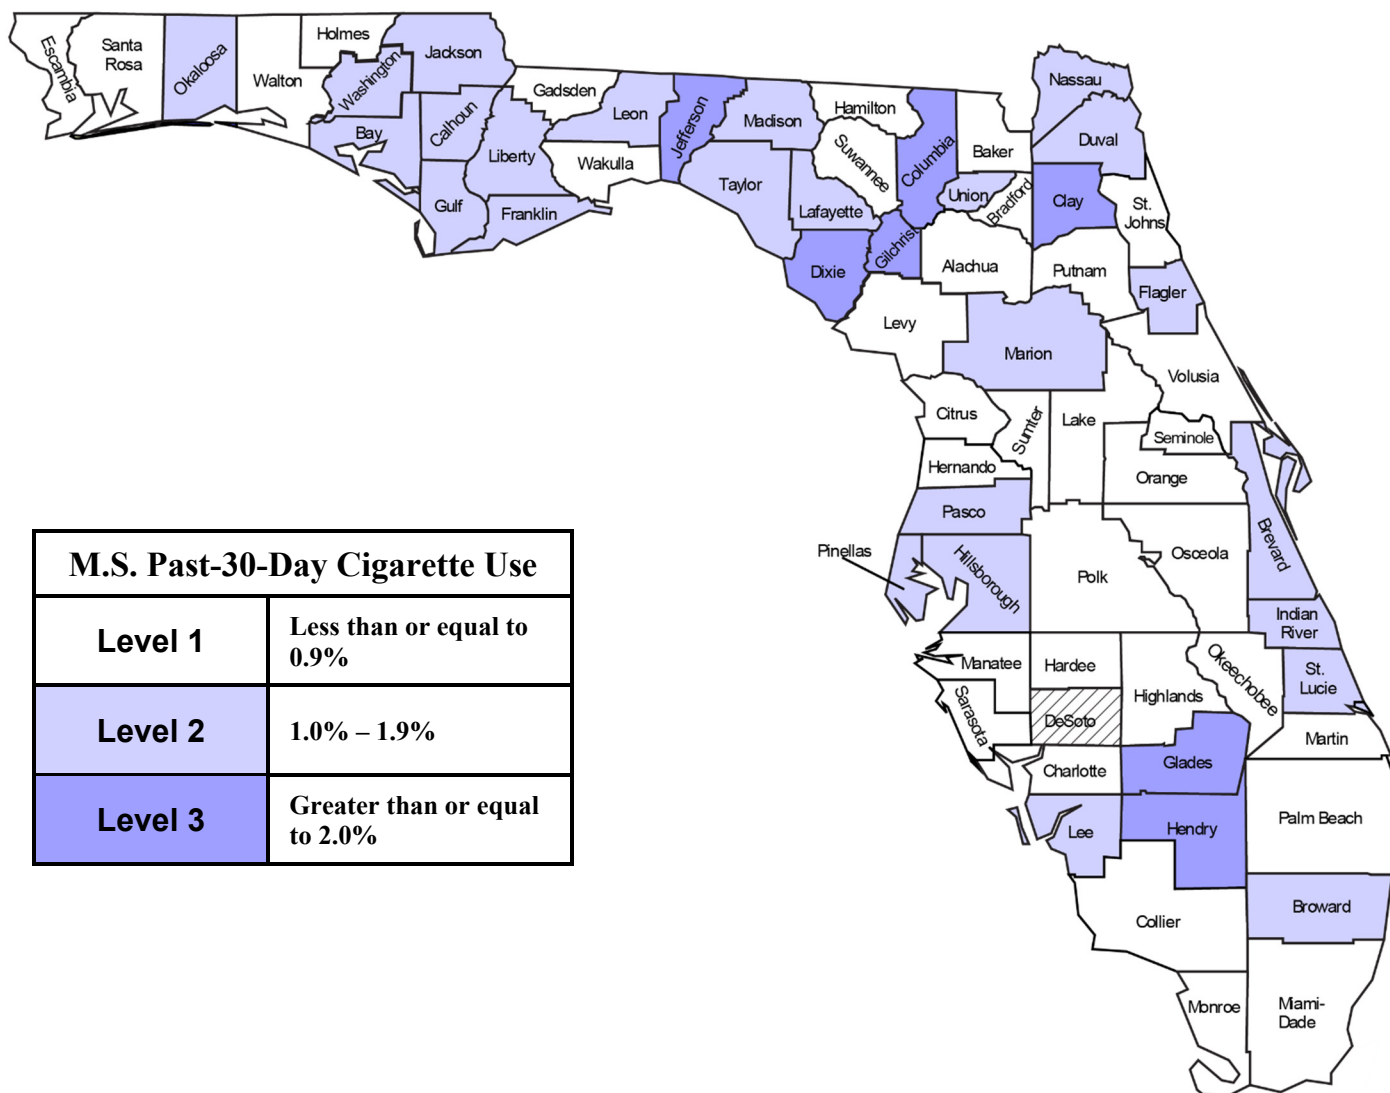 Escambia
Santa
Rosa
Okaloosa
Walton
Holmes
Washington
Jackson
Bay
Calhoun
Gulf
Liberty
Gadsden
Franklin
Leon
Wakulla
Jefferson
Madison
Taylor
Hamilton
Suwannee
Lafayette
Dixie
Columbia
Gilchrist
Baker
Union
Bradford
Nassau
Duval
Clay
St.
Johns
Alachua
Putnam
Flagler
Levy
Marion
Volusia
Citrus
Sumter
Lake
Seminole
Hernando
Orange
Pasco
Brevard
Pinellas
Hillsborough
Polk
Osceola
Indian
River
Manatee
Hardee
Okeechobee
St.
Lucie
Sarasota
DeSoto
Highlands
Martin
Charlotte
Glades
Lee
Hendry
Palm Beach
Collier
Broward
Monroe
Miami-
Dade
M.S. Past-30-Day Cigarette Use
Level 1
Less than or equal to
0.9%
Level 2
1.0% – 1.9%
Level 3
Greater than or equal
to 2.0%